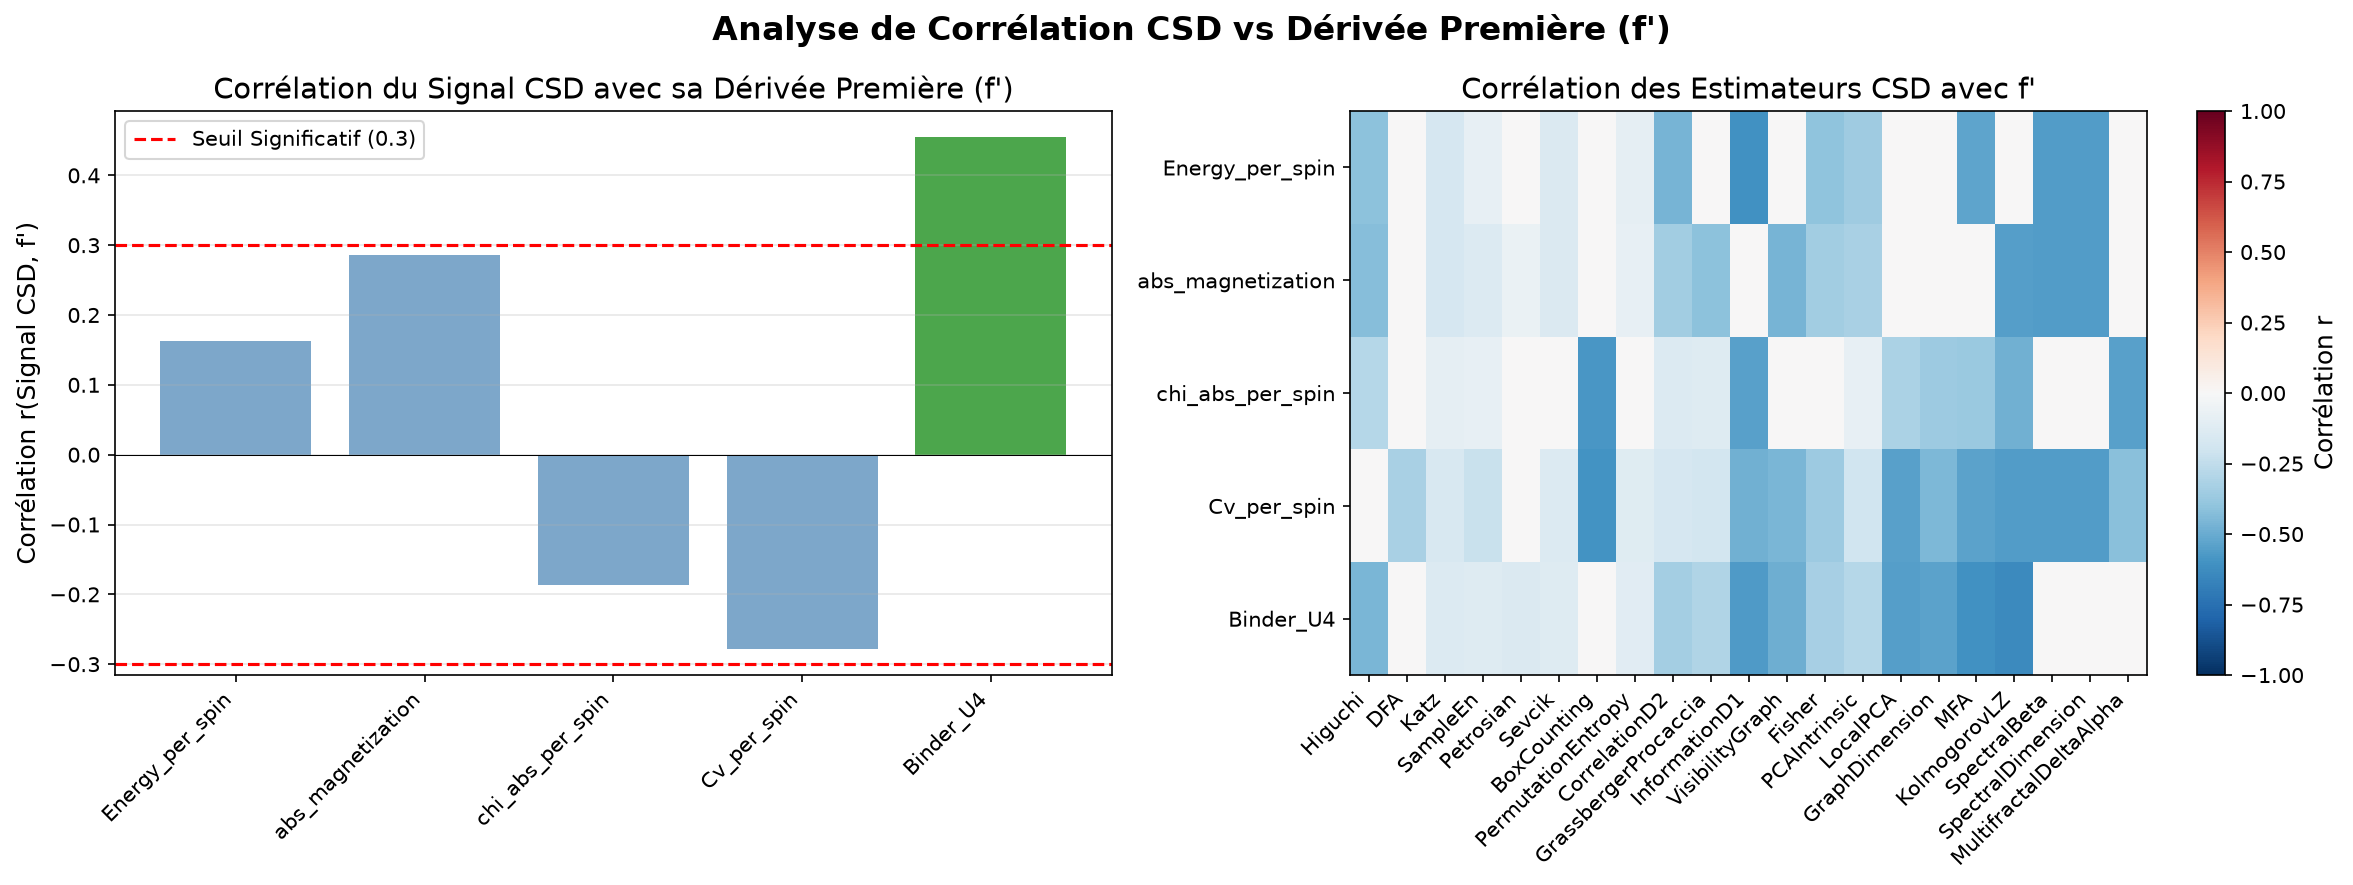 Analyse de Corrélation CSD vs Dérivée Première (f')
Corrélation du Signal CSD avec sa Dérivée Première (f')
Seuil Significatif (0.3)
Corrélation r(Signal CSD, f')
0.4
0.3
0.2
0.1
0.0
−0.1
−0.2
−0.3
Energy_per_spin
abs_magnetization
chi_abs_per_spin
Cv_per_spin
Binder_U4
Corrélation des Estimateurs CSD avec f'
Energy_per_spin
abs_magnetization
chi_abs_per_spin
Cv_per_spin
Binder_U4
Higuchi
DFA
Katz
SampleEn
Petrosian
Sevcik
BoxCounting
PermutationEntropy
CorrelationD2
GrassbergerProcaccia
InformationD1
VisibilityGraph
Fisher
PCAIntrinsic
LocalPCA
GraphDimension
MFA
KolmogorovLZ
SpectralBeta
SpectralDimension
MultifractalDeltaAlpha
1.00
0.75
0.50
0.25
0.00
−0.25
−0.50
−0.75
−1.00
Corrélation r